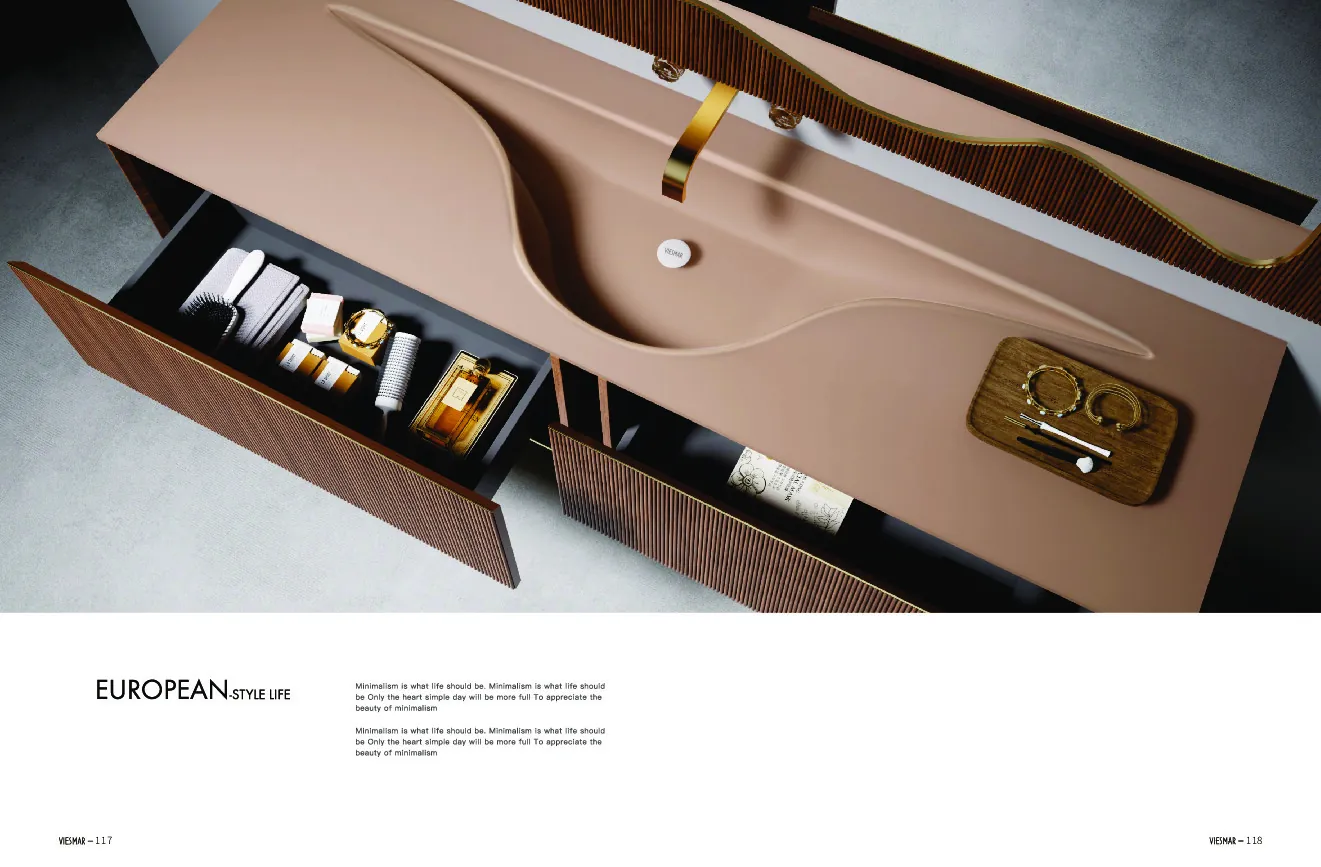 VIESMAR
EUROPEAN-STYLE LIFE
Minimalism is what life should be. Minimalism is what life should
be Only the heart simple day will be more full To appreciate the
beauty of minimalism
Minimalism is what life should be. Minimalism is what life should
be Only the heart simple day will be more full To appreciate the
beauty of minimalism
VIESMAR – 117
VIESMAR – 118